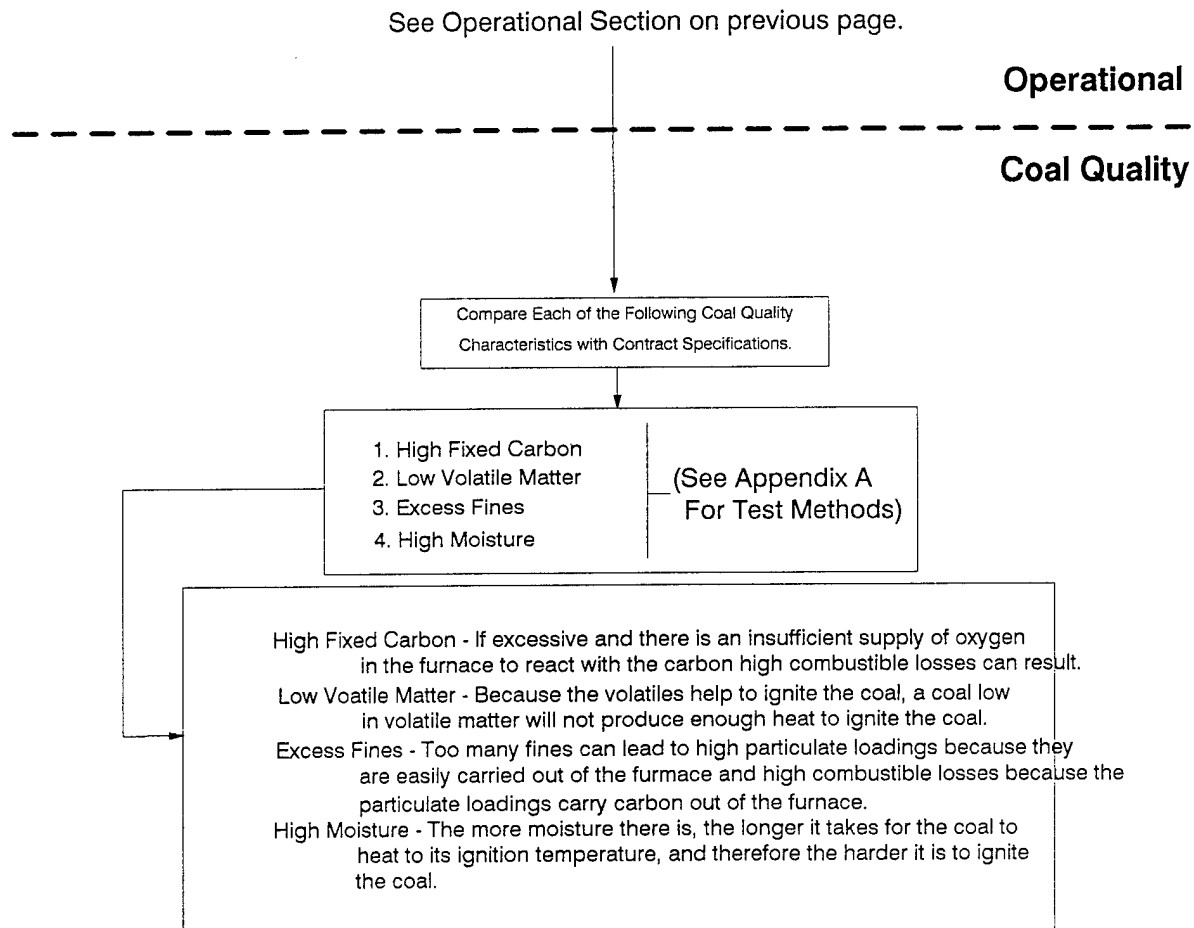 See Operational Section on previous page.
Operational
Coal Quality
Compare Each of the Following Coal Quality
Characteristics with Contract Specifications.
1. High Fixed Carbon
2. Low Volatile Matter
3. Excess Fines
4. High Moisture
(See Appendix A
For Test Methods)
High Fixed Carbon - If excessive and there is an insufficient supply of oxygen
in the furnace to react with the carbon high combustible losses can result.
Low Voatile Matter - Because the volatiles help to ignite the coal, a coal low
in volatile matter will not produce enough heat to ignite the coal.
Excess Fines - Too many fines can lead to high particulate loadings because they
are easily carried out of the furmace and high combustible losses because the
particulate loadings carry carbon out of the furnace.
High Moisture - The more moisture there is, the longer it takes for the coal to
heat to its ignition temperature, and therefore the harder it is to ignite
the coal.